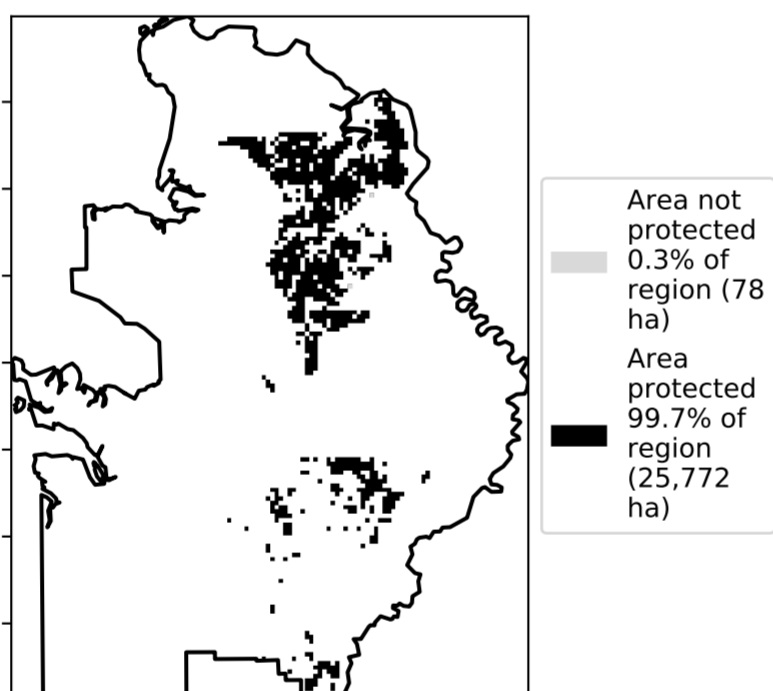 Area not
protected
0.3% of
region (78
ha)
Area
protected
99.7% of
region
(25,772
ha)